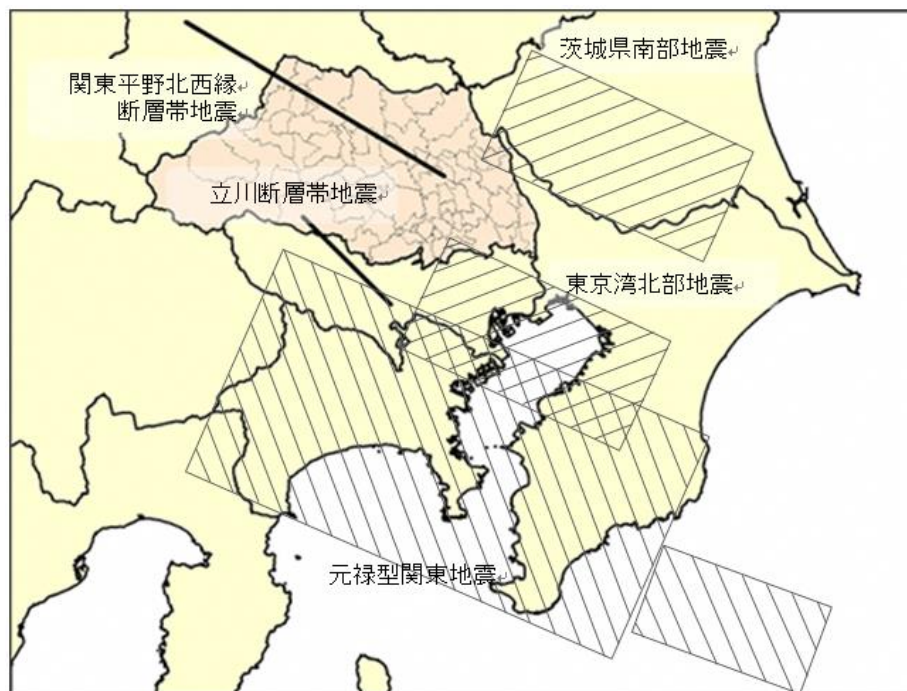 茨城県南部地震
関東平野北西縁
断層帯地震
立川断層帯地震
東京湾北部地震
元禄型関東地震